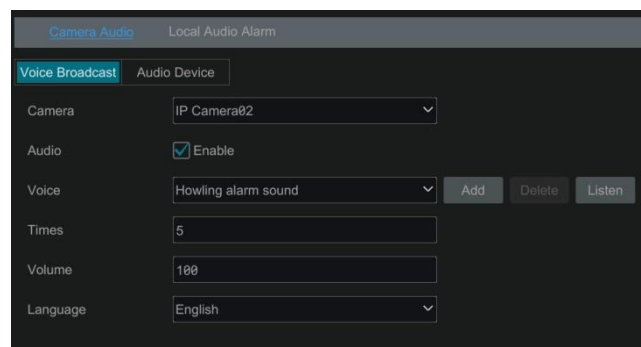 Camera Audio Local Audio Alarm
Voice Broadcast Audio Device
Camera IP Camera02
Audio Enable
Voice Howling alarm sound Add Delete Listen
Times 5
Volume 100
Language English